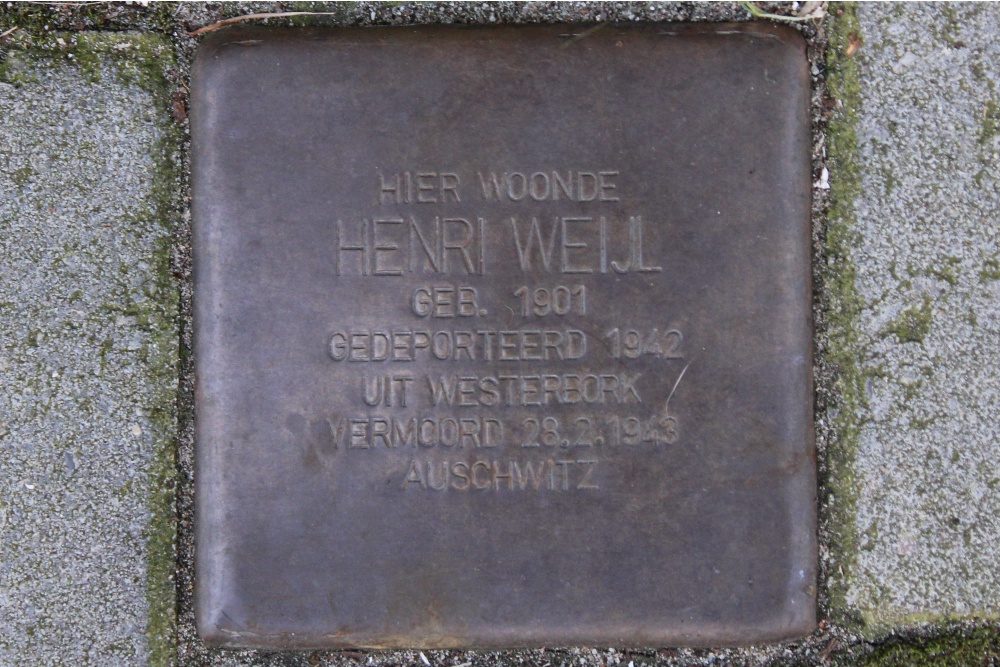 HIER WOONDE
HENRI WEIJL
GEB. 1901
GEDEPORTEERD 1942
UIT WESTERBORK
VERMOORD 28.2.1943
AUSCHWITZ